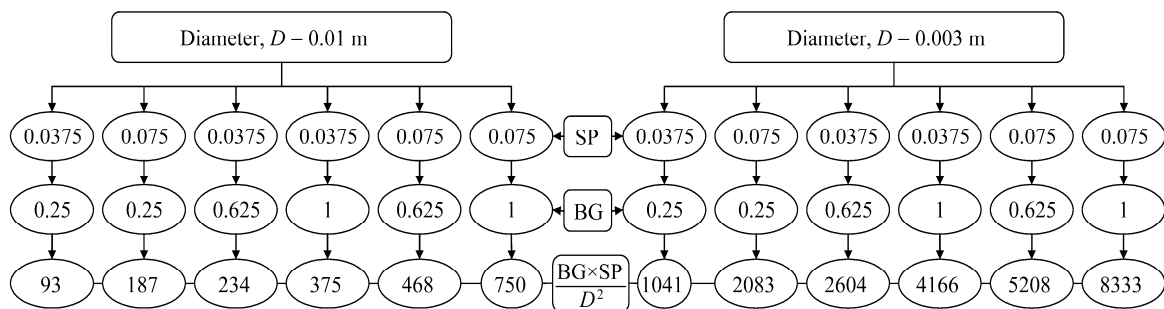 Diameter, D – 0.01 m
Diameter, D – 0.003 m
0.0375 0.075 0.0375 0.0375 0.075 0.075 SP 0.0375 0.075 0.0375 0.0375 0.075 0.075
0.25 0.25 0.625 1 0.625 1 BG 0.25 0.25 0.625 1 0.625 1
93 187 234 375 468 750 BG×SP/D² 1041 2083 2604 4166 5208 8333